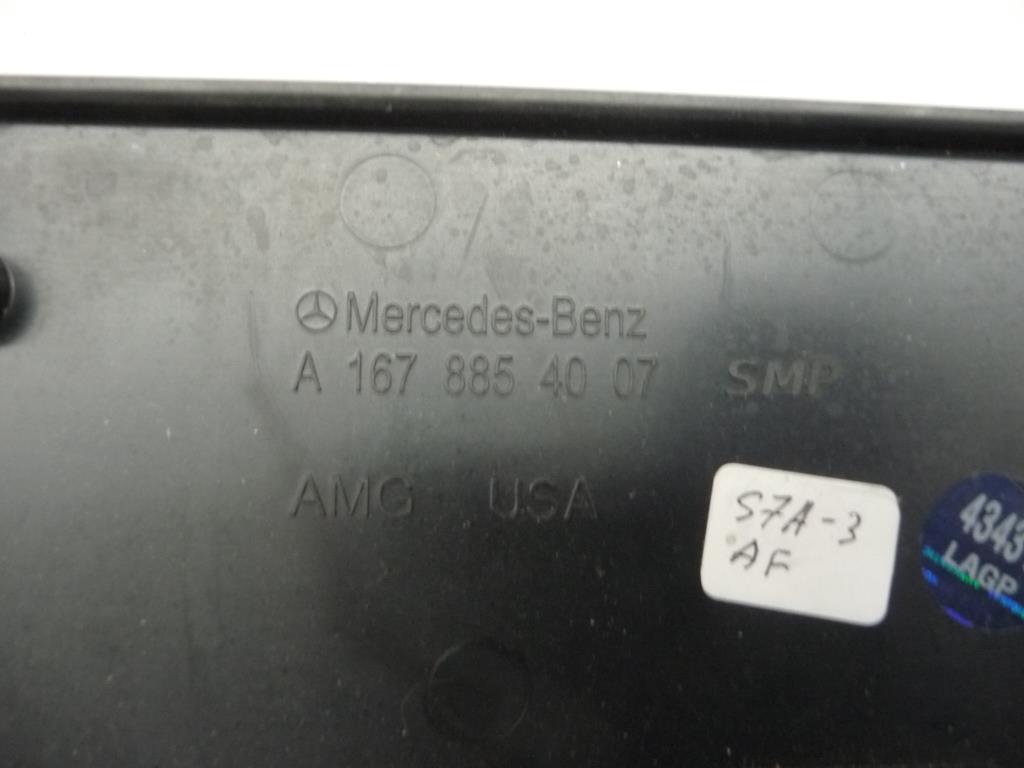 Mercedes-Benz
A 167 885 40 07 SMP
AMG USA
S7A-3
AF
4343
LAGP